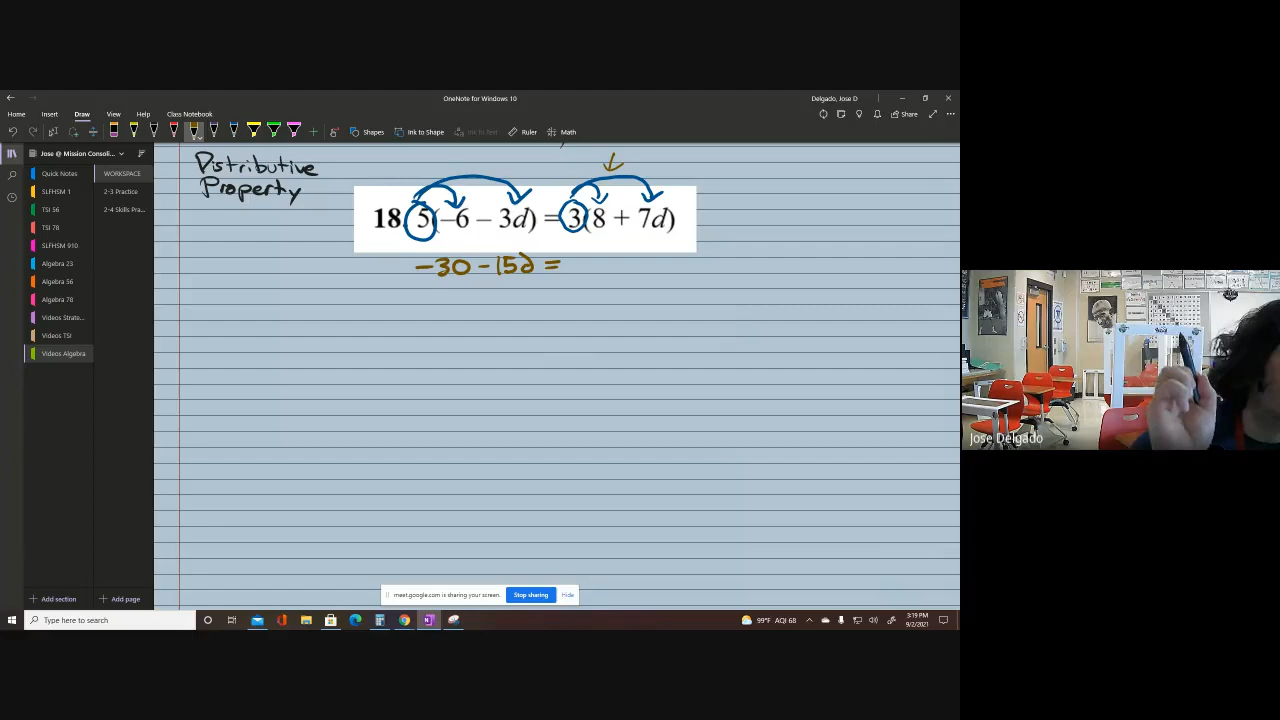 OneNote for Windows 10
Delgado, Jose D
Home Insert Draw View Help Class Notebook
Share
Shapes Ink to Shape Ink to Text Ruler Math
Jose @ Mission Consoli...
Quick Notes
SLFHSM 1
TSI 56
TSI 78
SLFHSM 910
Algebra 23
Algebra 56
Algebra 78
Videos Strate...
Videos TSI
Videos Algebra
WORKSPACE
2-3 Practice
2-4 Skills Pra...
Distributive
Property
18. 5(–6 – 3d) = 3(8 + 7d)
-30 -15d =
Jose Delgado
meet.google.com is sharing your screen. Stop sharing Hide
+ Add section + Add page
Type here to search
99°F AQI 68
3:19 PM
9/2/2021